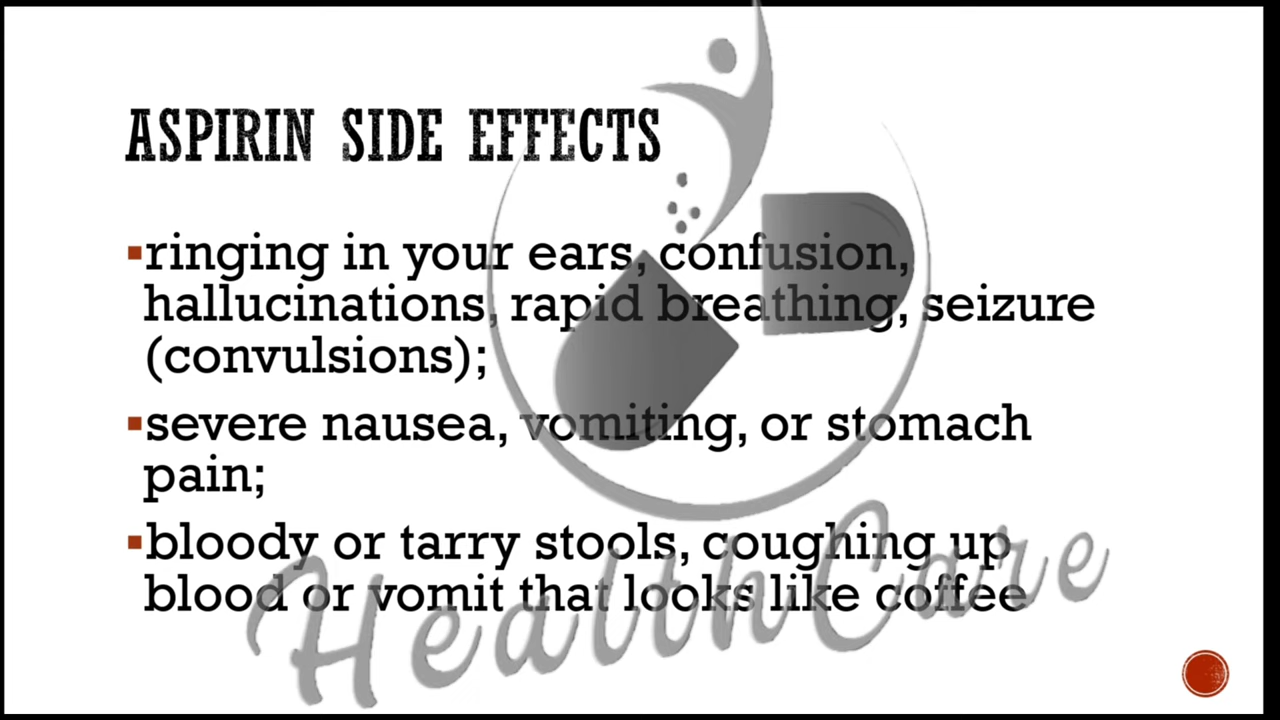 ASPIRIN SIDE EFFECTS
▪ringing in your ears, confusion,
hallucinations, rapid breathing, seizure
(convulsions);
▪severe nausea, vomiting, or stomach
pain;
▪bloody or tarry stools, coughing up
blood or vomit that looks like coffee
HealthCare